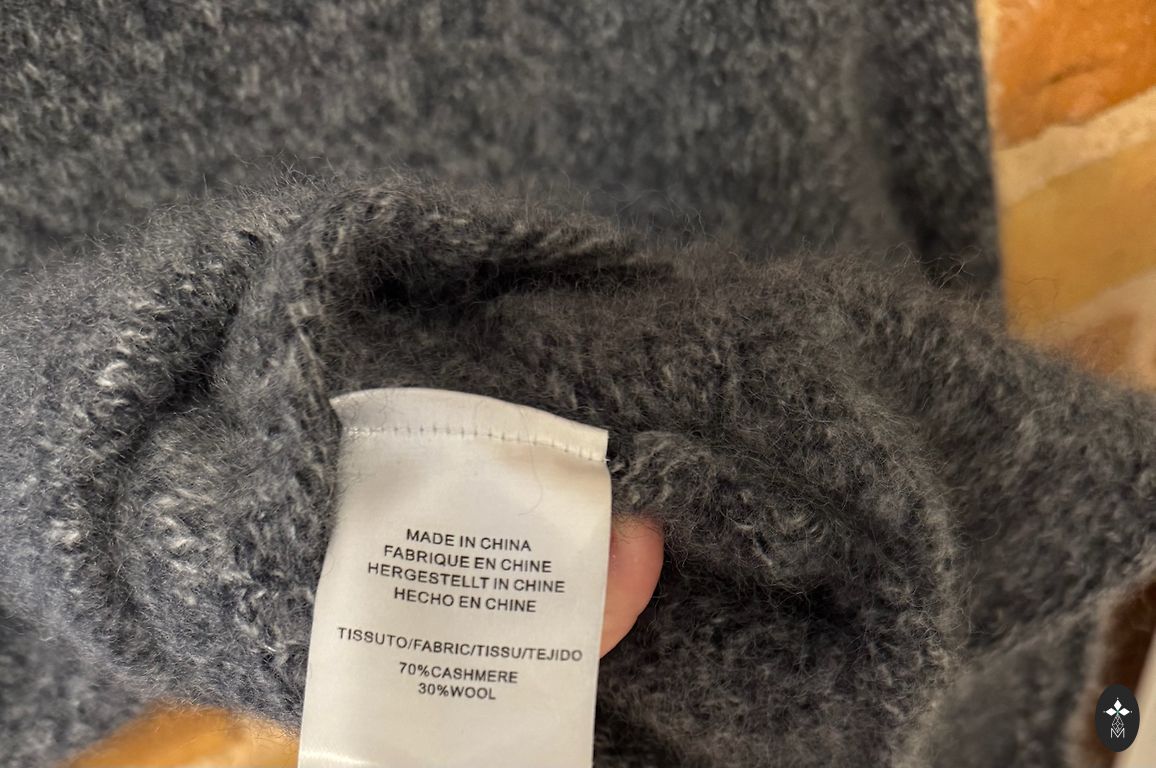 MADE IN CHINA
FABRIQUE EN CHINE
HERGESTELLT IN CHINE
HECHO EN CHINE
TISSUTO/FABRIC/TISSU/TEJIDO
70%CASHMERE
30%WOOL
M